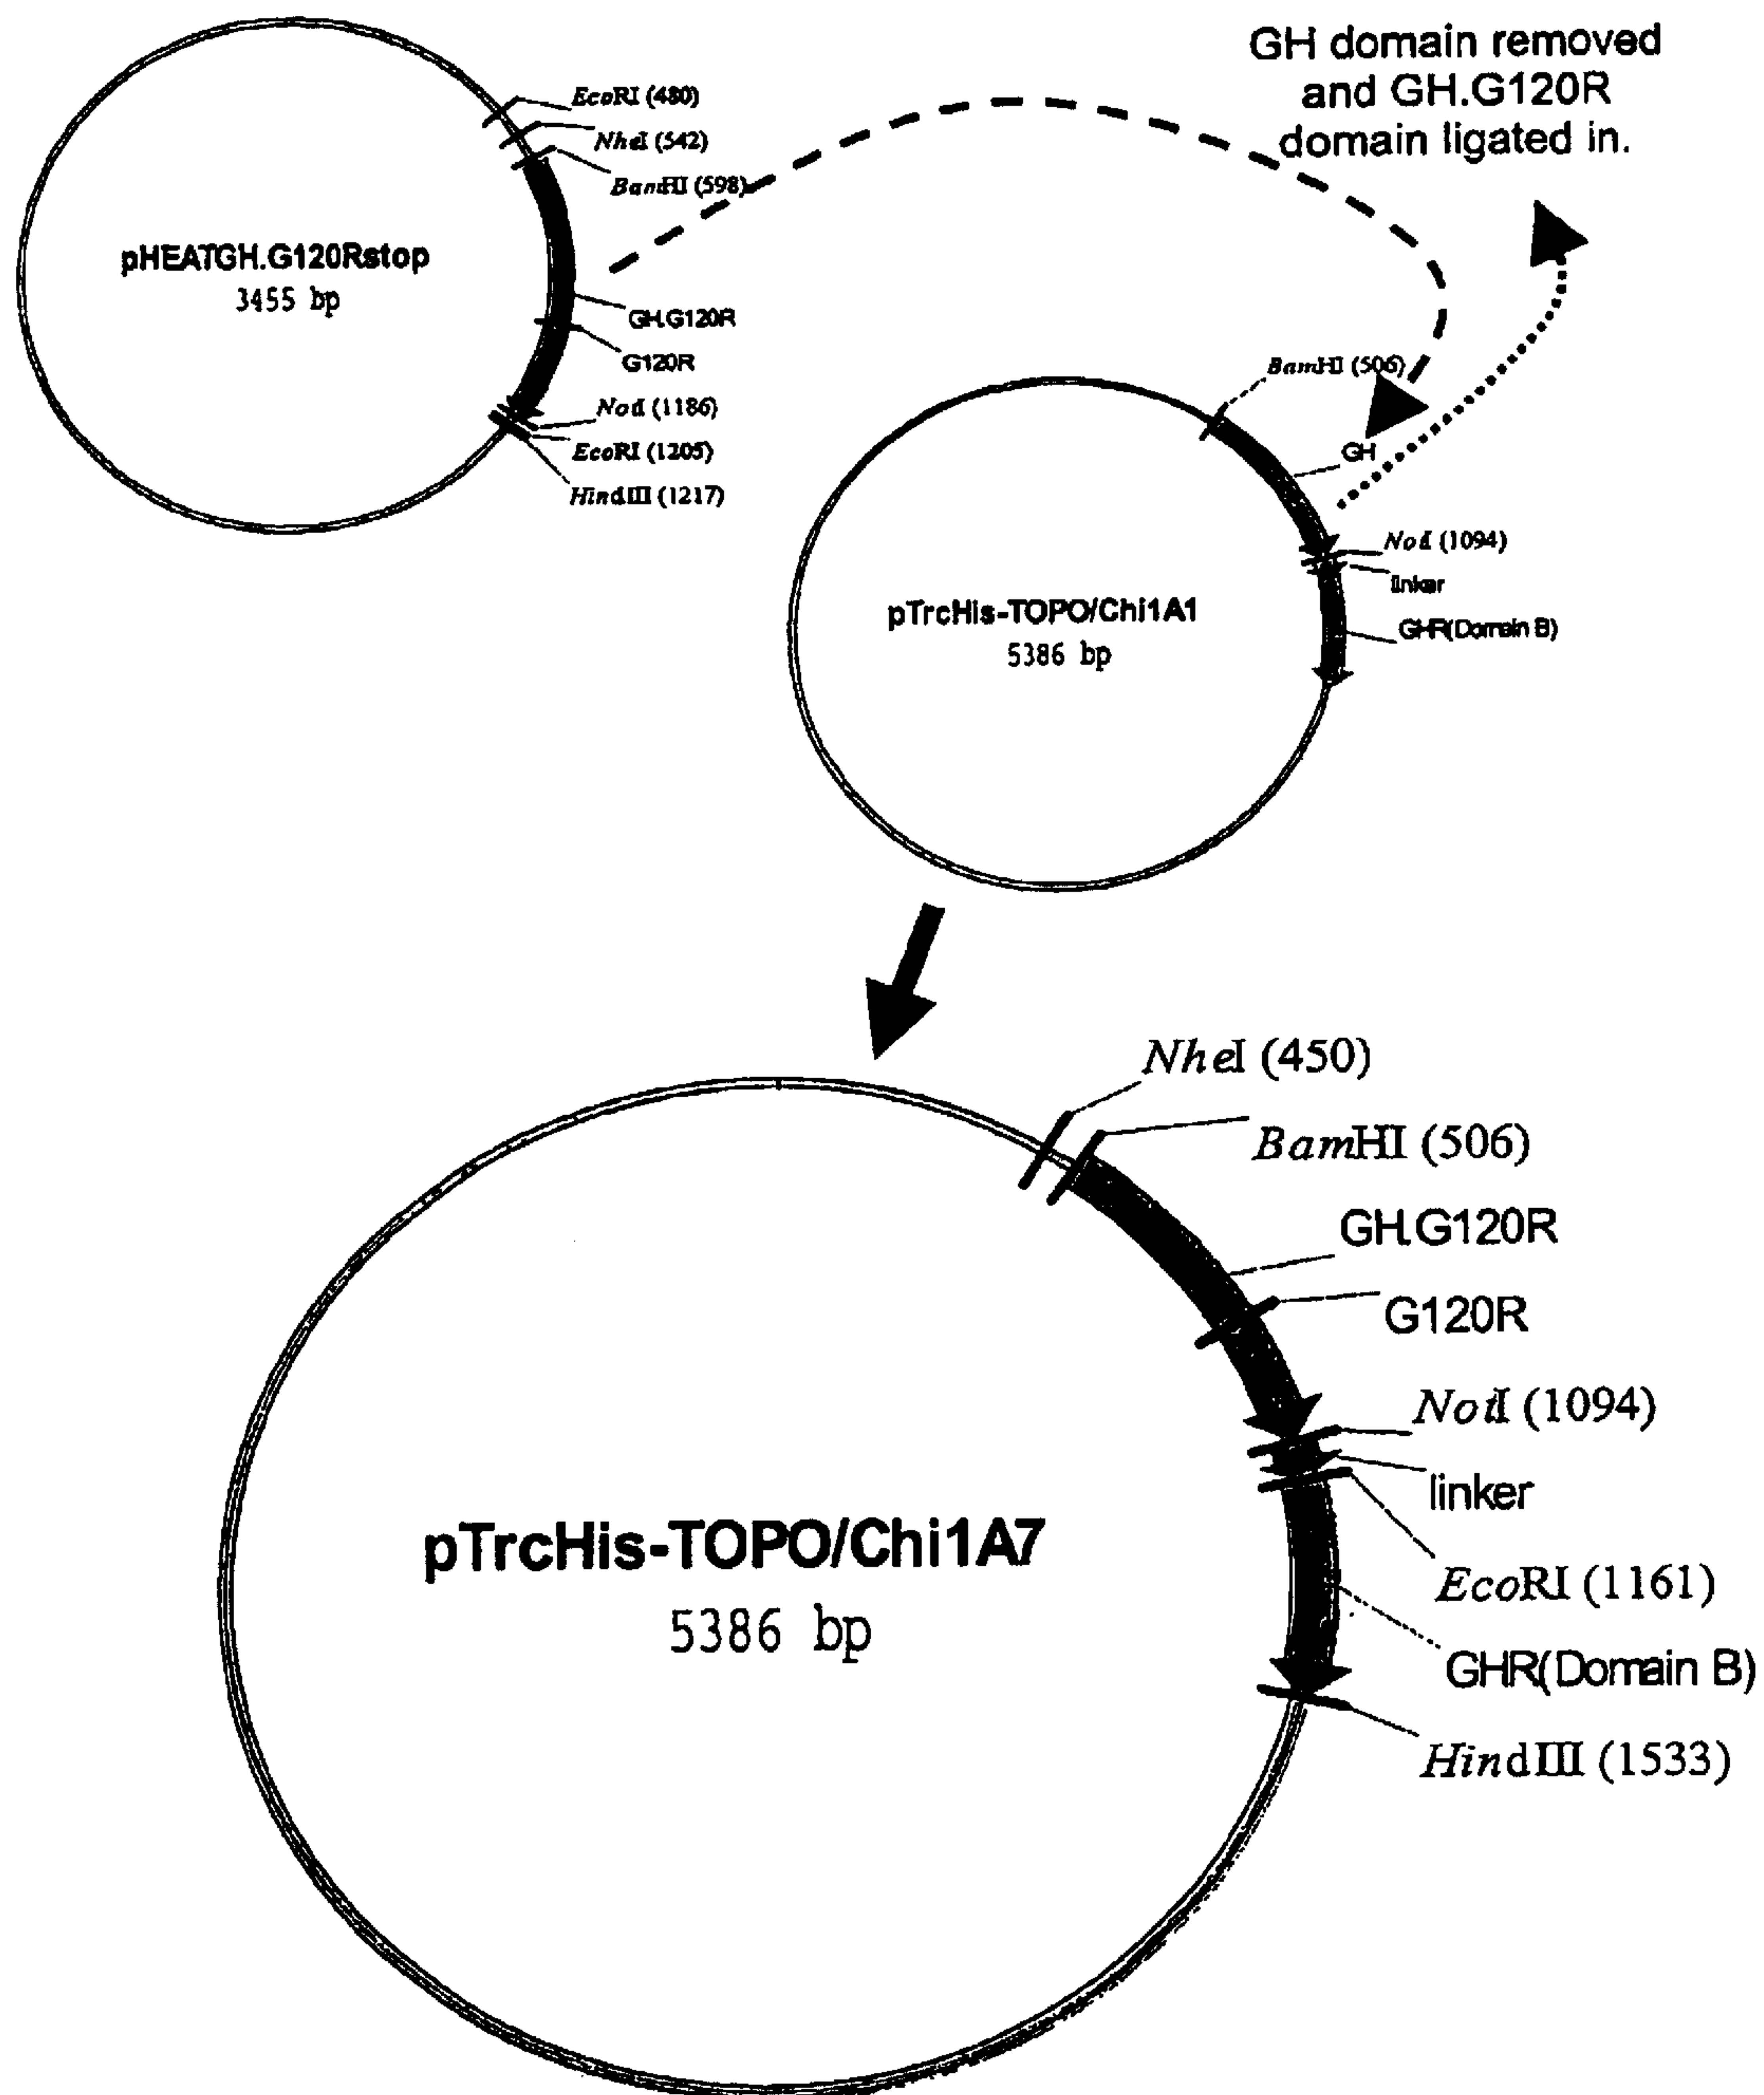 GH domain removed
and GH.G120R
domain ligated in.
EcoRI (480)
NheI (542)
BamHI (598)
pHEATGH.G120Rstop
3455 bp
GH.G120R
G120R
NotI (1186)
EcoRI (1205)
HindIII (1217)
BamHI (506)
GH
NotI (1094)
linker
GHR(Domain B)
pTrcHis-TOPO/Chi1A1
5386 bp
NheI (450)
BamHI (506)
GH.G120R
G120R
NotI (1094)
linker
EcoRI (1161)
GHR(Domain B)
HindIII (1533)
pTrcHis-TOPO/Chi1A7
5386 bp